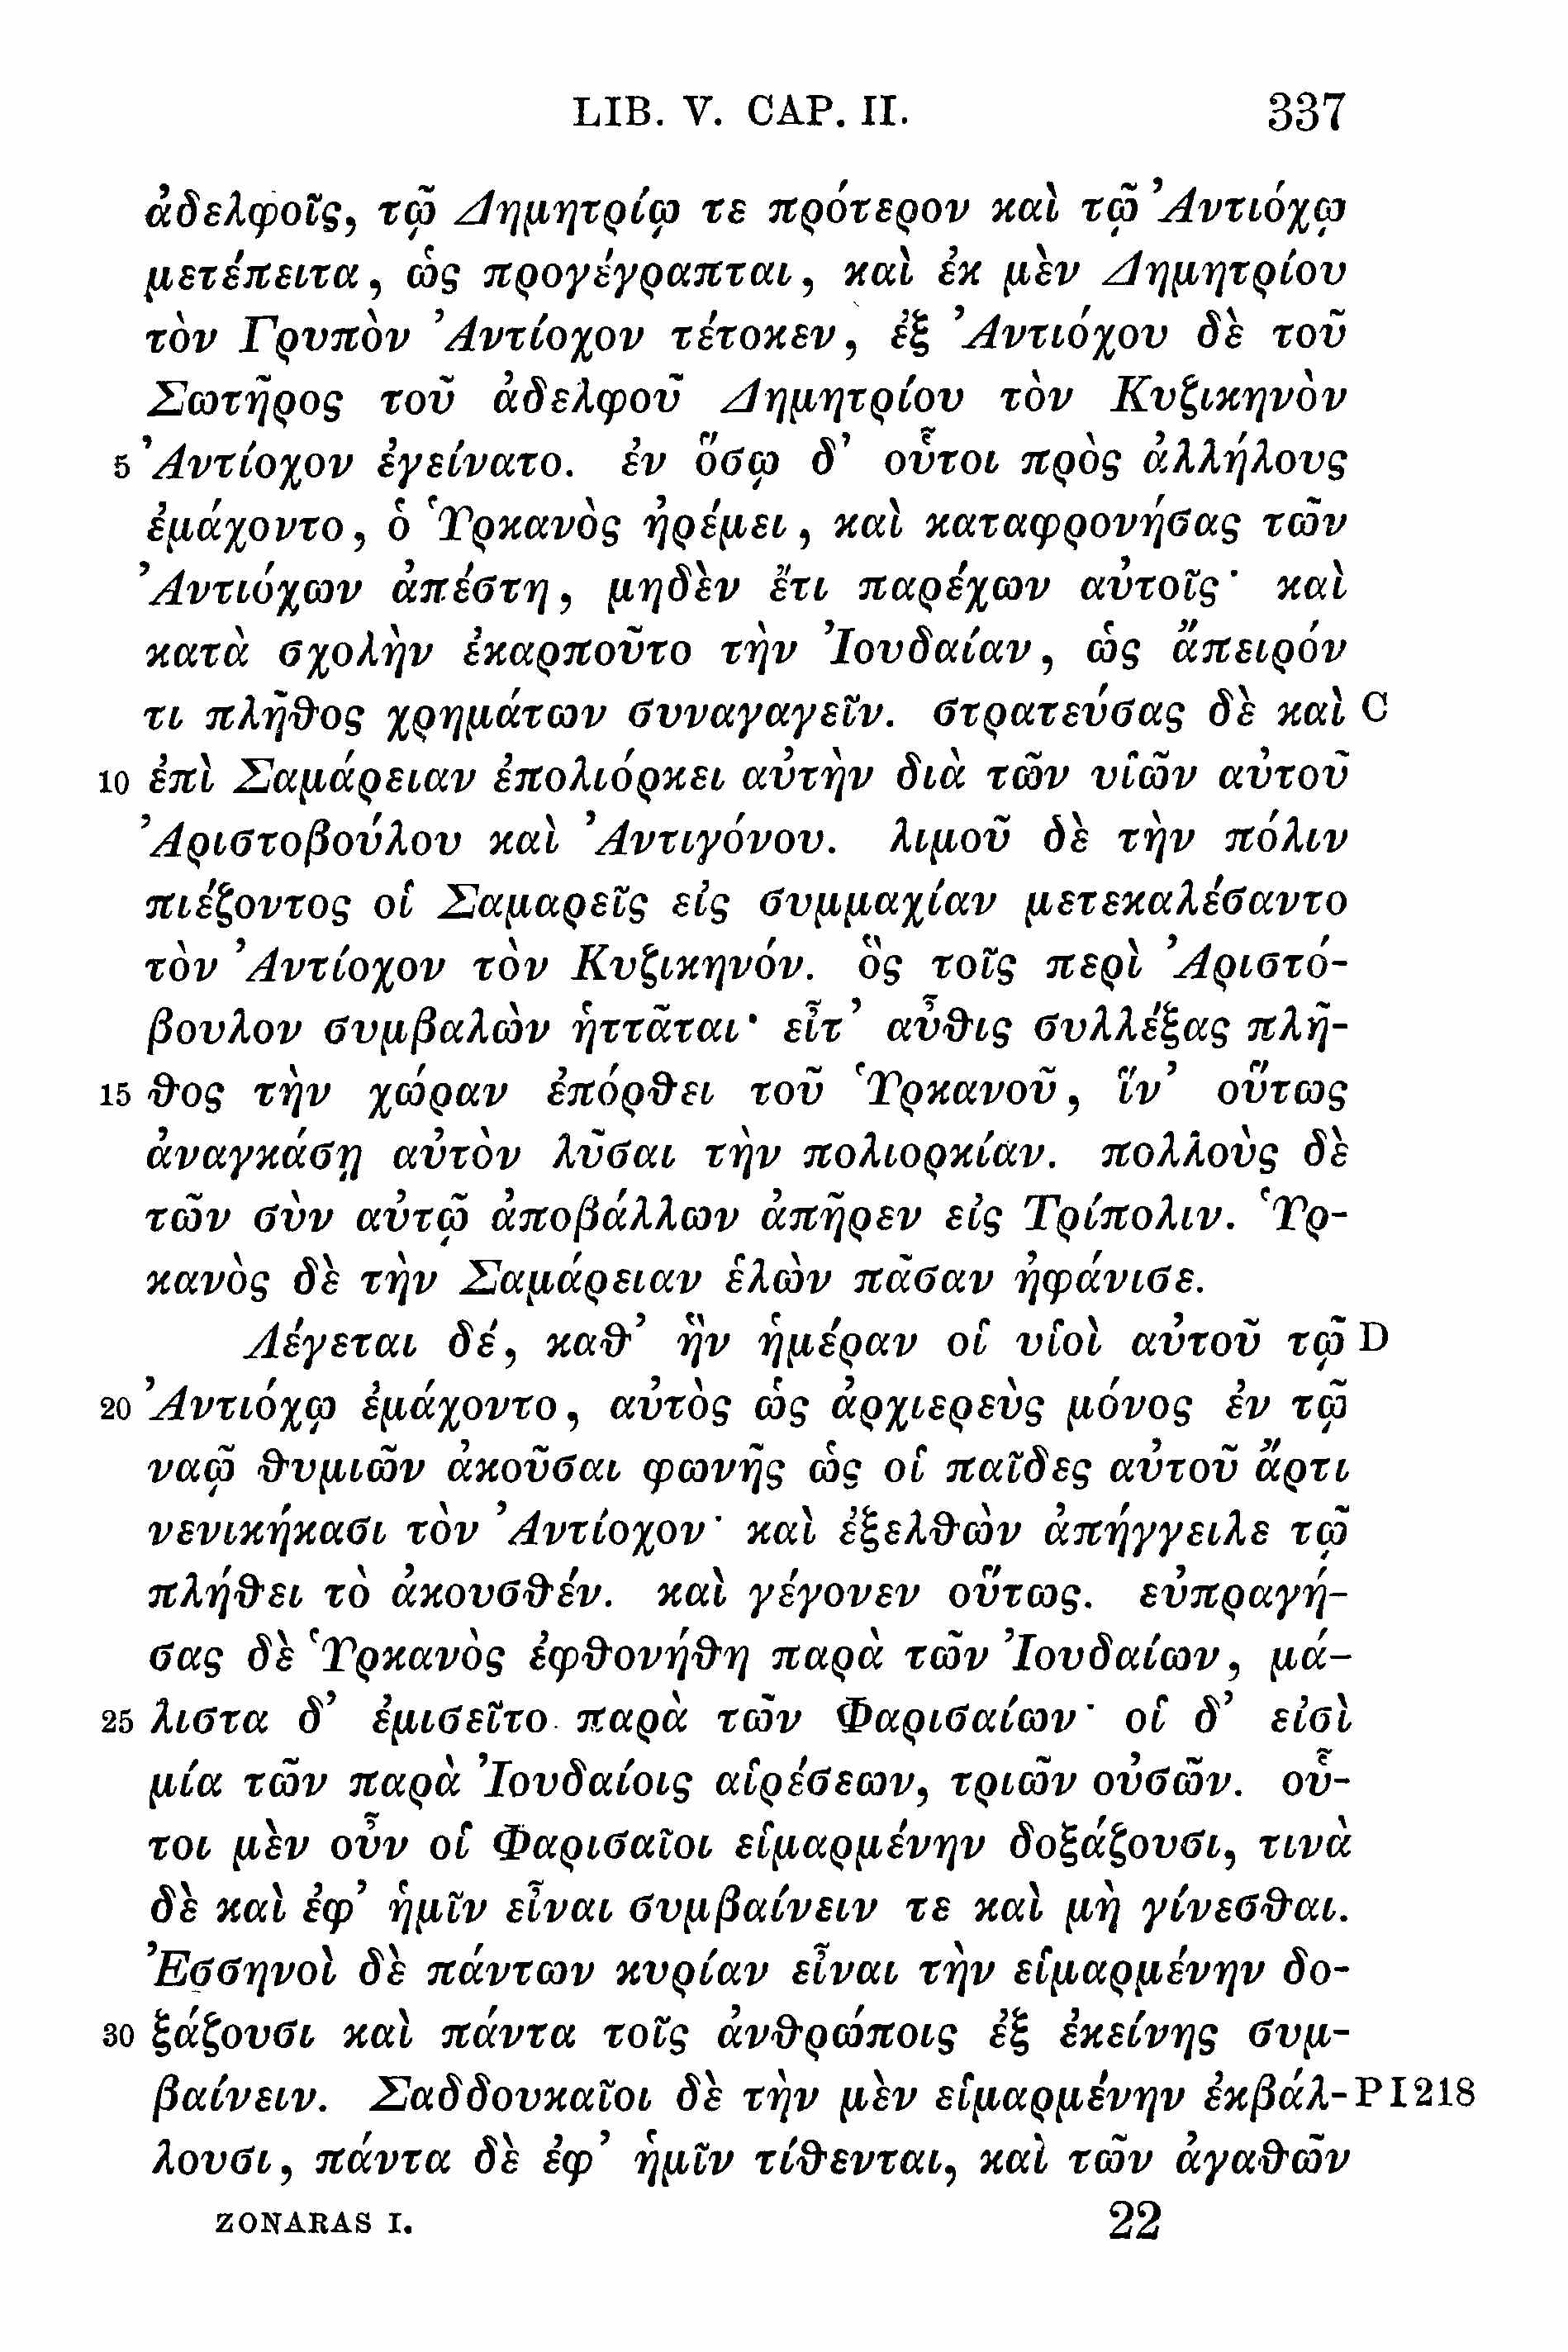 LIB. V. CAP. II. 337
ἀδελφοῖς, τῷ Δημητρίῳ τε πρότερον καὶ τῷ Ἀντιόχῳ
μετέπειτα, ὡς προγέγραπται, καὶ ἐκ μὲν Δημητρίου
τὸν Γρυπὸν Ἀντίοχον τέτοκεν, ἐξ Ἀντιόχου δὲ τοῦ
Σωτῆρος τοῦ ἀδελφοῦ Δημητρίου τὸν Κυζικηνὸν
5 Ἀντίοχον ἐγείνατο. ἐν ὅσῳ δ᾽ οὗτοι πρὸς ἀλλήλους
ἐμάχοντο, ὁ Ὑρκανὸς ἠρέμει, καὶ καταφρονήσας τῶν
Ἀντιόχων ἀπέστη, μηδὲν ἔτι παρέχων αὐτοῖς· καὶ
κατὰ σχολὴν ἐκαρποῦτο τὴν Ἰουδαίαν, ὡς ἄπειρόν
τι πλῆθος χρημάτων συναγαγεῖν. στρατεύσας δὲ καὶ C
10 ἐπὶ Σαμάρειαν ἐπολιόρκει αὐτὴν διὰ τῶν υἱῶν αὐτοῦ
Ἀριστοβούλου καὶ Ἀντιγόνου. λιμοῦ δὲ τὴν πόλιν
πιέζοντος οἱ Σαμαρεῖς εἰς συμμαχίαν μετεκαλέσαντο
τὸν Ἀντίοχον τὸν Κυζικηνόν. ὃς τοῖς περὶ Ἀριστό-
βουλον συμβαλὼν ἡττᾶται· εἶτ᾽ αὖθις συλλέξας πλῆ-
15 θος τὴν χώραν ἐπόρθει τοῦ Ὑρκανοῦ, ἵν᾽ οὕτως
ἀναγκάσῃ αὐτὸν λῦσαι τὴν πολιορκίαν. πολλοὺς δὲ
τῶν σὺν αὐτῷ ἀποβάλλων ἀπῆρεν εἰς Τρίπολιν. Ὑρ-
κανὸς δὲ τὴν Σαμάρειαν ἑλὼν πᾶσαν ἠφάνισε.
Λέγεται δέ, καθ᾽ ἣν ἡμέραν οἱ υἱοὶ αὐτοῦ τῷ D
20 Ἀντιόχῳ ἐμάχοντο, αὐτὸς ὡς ἀρχιερεὺς μόνος ἐν τῷ
ναῷ θυμιῶν ἀκοῦσαι φωνῆς ὡς οἱ παῖδες αὐτοῦ ἄρτι
νενικήκασι τὸν Ἀντίοχον· καὶ ἐξελθὼν ἀπήγγειλε τῷ
πλήθει τὸ ἀκουσθέν. καὶ γέγονεν οὕτως. εὐπραγή-
σας δὲ Ὑρκανὸς ἐφθονήθη παρὰ τῶν Ἰουδαίων, μά-
25 λιστα δ᾽ ἐμισεῖτο παρὰ τῶν Φαρισαίων· οἱ δ᾽ εἰσὶ
μία τῶν παρὰ Ἰουδαίοις αἱρέσεων, τριῶν οὐσῶν. οὗ-
τοι μὲν οὖν οἱ Φαρισαῖοι εἱμαρμένην δοξάζουσι, τινὰ
δὲ καὶ ἐφ᾽ ἡμῖν εἶναι συμβαίνειν τε καὶ μὴ γίνεσθαι.
Ἐσσηνοὶ δὲ πάντων κυρίαν εἶναι τὴν εἱμαρμένην δο-
30 ξάζουσι καὶ πάντα τοῖς ἀνθρώποις ἐξ ἐκείνης συμ-
βαίνειν. Σαδδουκαῖοι δὲ τὴν μὲν εἱμαρμένην ἐκβάλ- P I 218
λουσι, πάντα δὲ ἐφ᾽ ἡμῖν τίθενται, καὶ τῶν ἀγαθῶν
ZONARAS I. 22